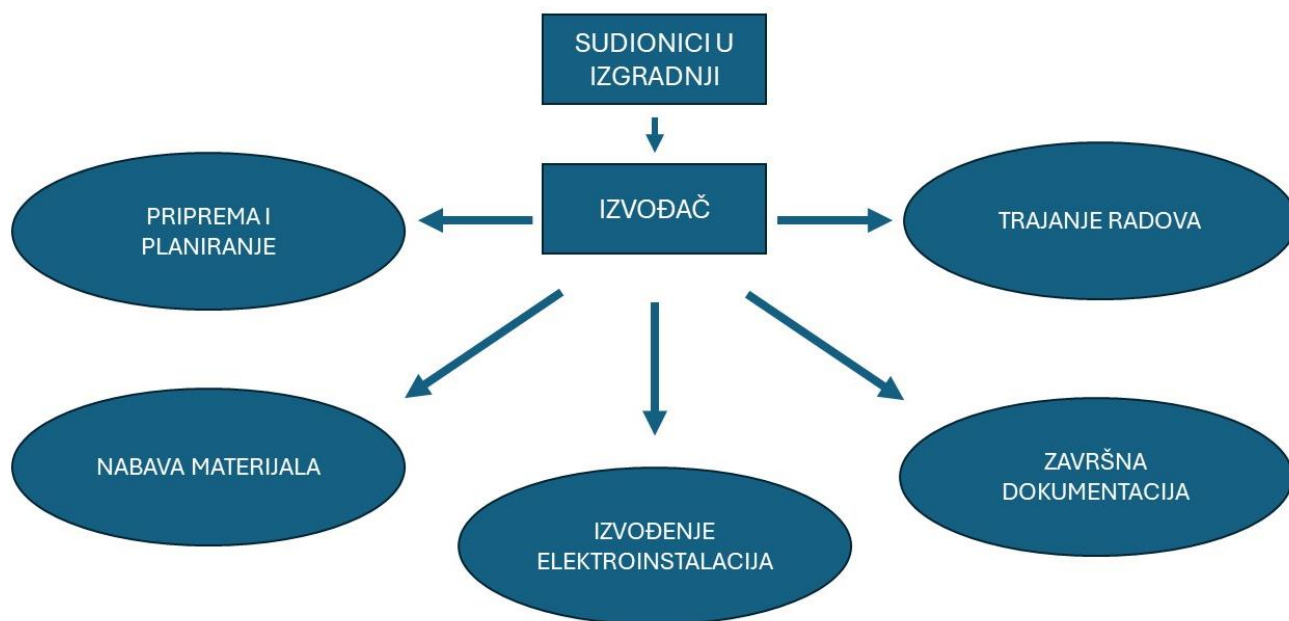 SUDIONICI U
IZGRADNJI
IZVOĐAČ
PRIPREMA I
PLANIRANJE
TRAJANJE RADOVA
NABAVA MATERIJALA
ZAVRŠNA
DOKUMENTACIJA
IZVOĐENJE
ELEKTROINSTALACIJA